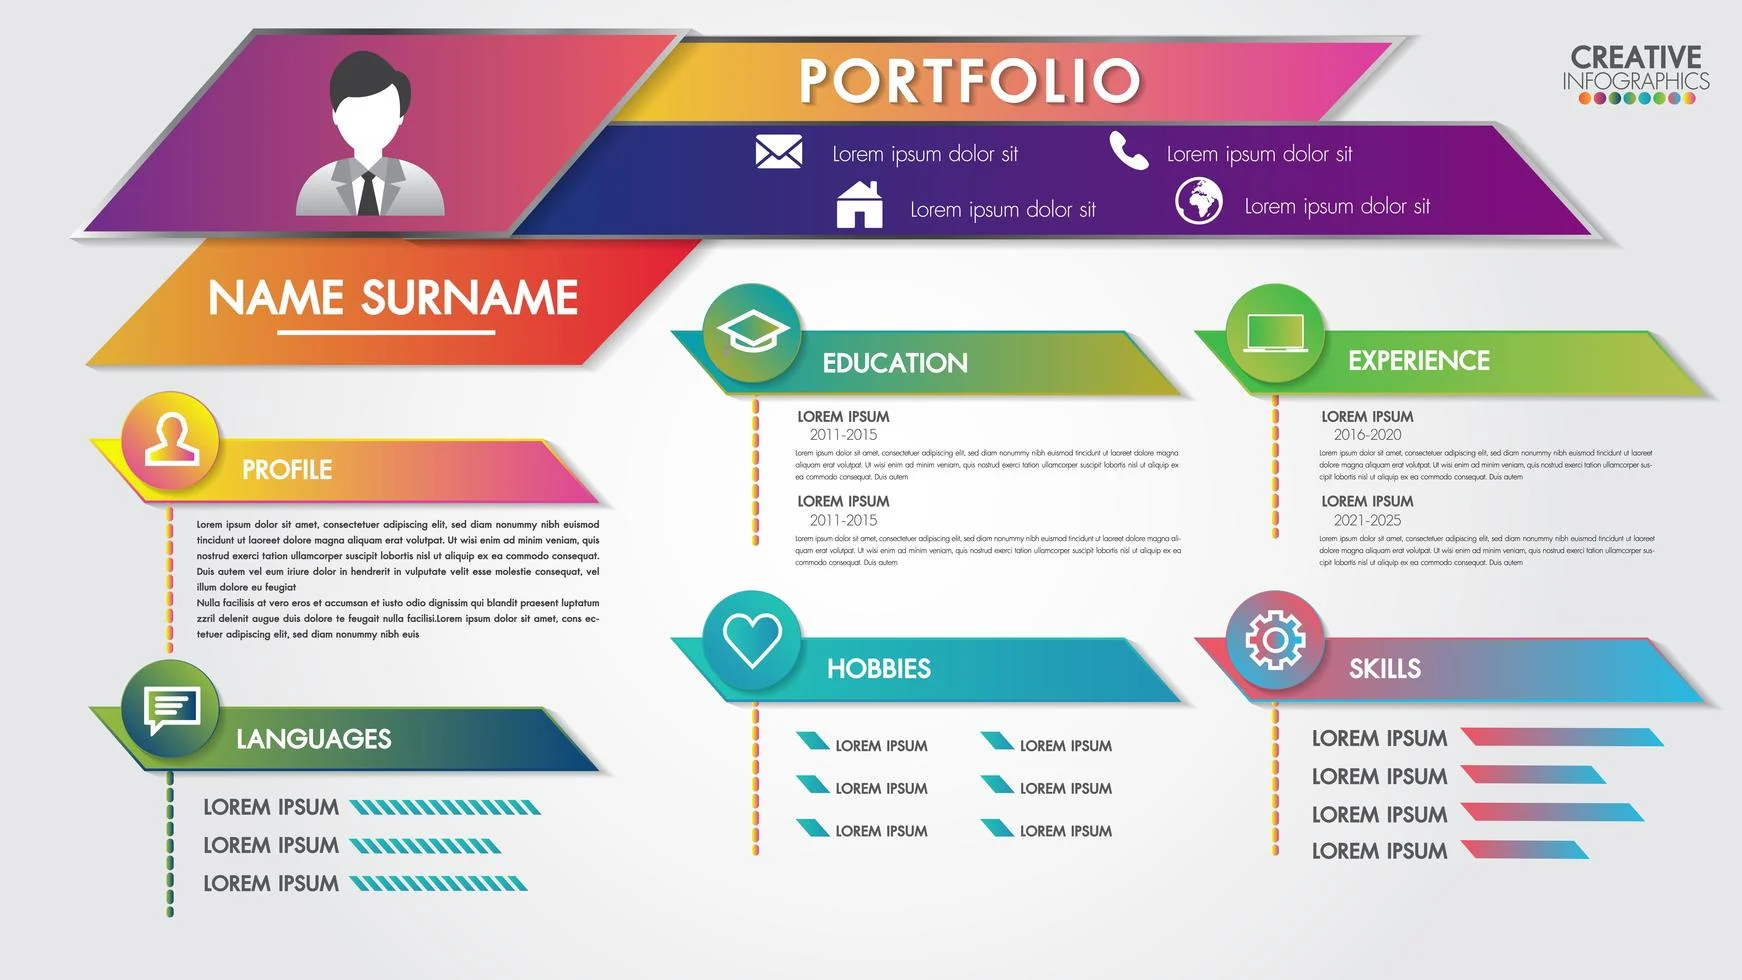 CREATIVE
INFOGRAPHICS
PORTFOLIO
Lorem ipsum dolor sit
Lorem ipsum dolor sit
Lorem ipsum dolor sit
Lorem ipsum dolor sit
NAME SURNAME
PROFILE
Lorem ipsum dolor sit amet, consectetuer adipiscing elit, sed diam nonummy nibh euismod
tincidunt ut laoreet dolore magna aliquam erat volutpat. Ut wisi enim ad minim veniam, quis
nostrud exerci tation ullamcorper suscipit lobortis nisl ut aliquip ex ea commodo consequat.
Duis autem vel eum iriure dolor in hendrerit in vulputate velit esse molestie consequat, vel
illum dolore eu feugiat
Nulla facilisis at vero eros et accumsan et iusto odio dignissim qui blandit praesent luptatum
zzril delenit augue duis dolore te feugait nulla facilisi.Lorem ipsum dolor sit amet, cons ec-
tetuer adipiscing elit, sed diam nonummy nibh euis
LANGUAGES
LOREM IPSUM
LOREM IPSUM
LOREM IPSUM
EDUCATION
LOREM IPSUM
2011-2015
Lorem ipsum dolor sit amet, consectetuer adipiscing elit, sed diam nonummy nibh euismod tincidunt ut laoreet dolore magna
aliquam erat volutpat. Ut wisi enim ad minim veniam, quis nostrud exerci tation ullamcorper suscipit lobortis nisl ut aliquip ex
ea commodo consequat. Duis autem
LOREM IPSUM
2011-2015
Lorem ipsum dolor sit amet, consectetuer adipiscing elit, sed diam nonummy nibh euismod tincidunt ut laoreet dolore magna ali-
quam erat volutpat. Ut wisi enim ad minim veniam, quis nostrud exerci tation ullamcorper suscipit lobortis nisl ut aliquip ex ea
commodo consequat. Duis autem
EXPERIENCE
LOREM IPSUM
2016-2020
Lorem ipsum dolor sit amet, consectetuer adipiscing elit, sed diam nonummy nibh euismod tincidunt ut laoreet
dolore magna aliquam erat volutpat. Ut wisi enim ad minim veniam, quis nostrud exerci tation ullamcorper sus-
cipit lobortis nisl ut aliquip ex ea commodo consequat. Duis autem
LOREM IPSUM
2021-2025
Lorem ipsum dolor sit amet, consectetuer adipiscing elit, sed diam nonummy nibh euismod tincidunt ut laoreet
dolore magna aliquam erat volutpat. Ut wisi enim ad minim veniam, quis nostrud exerci tation ullamcorper sus-
cipit lobortis nisl ut aliquip ex ea commodo consequat. Duis autem
HOBBIES
LOREM IPSUM
LOREM IPSUM
LOREM IPSUM
LOREM IPSUM
LOREM IPSUM
LOREM IPSUM
SKILLS
LOREM IPSUM
LOREM IPSUM
LOREM IPSUM
LOREM IPSUM